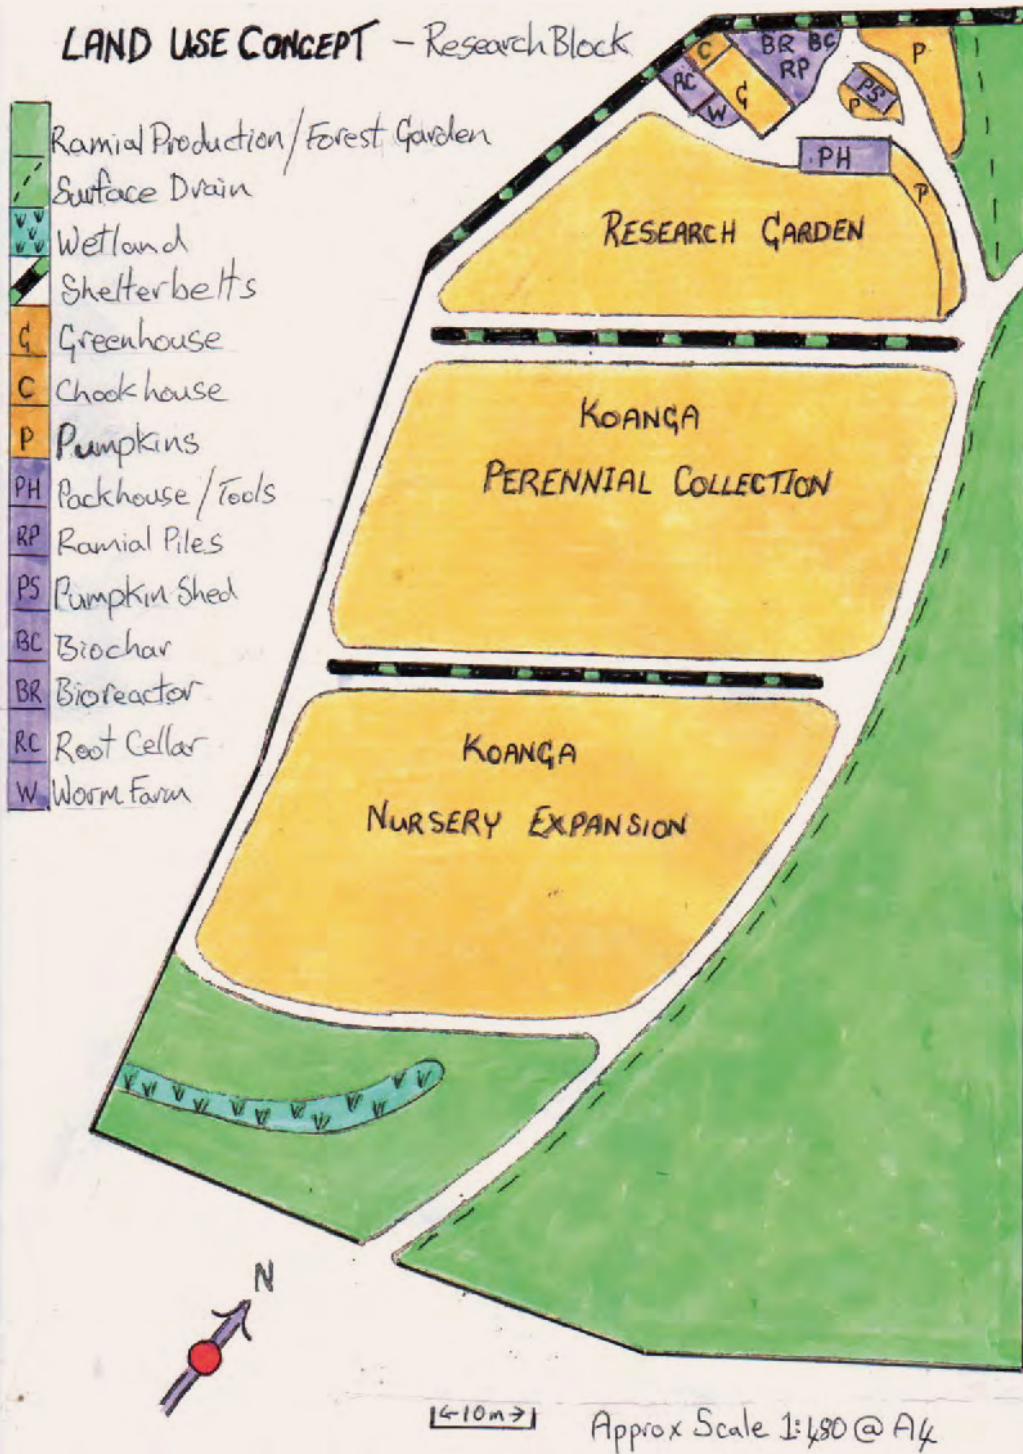 LAND USE CONCEPT - Research Block
Ramial Production/Forest Garden
Surface Drain
Wetland
Shelterbelts
G Greenhouse
C Chookhouse
P Pumpkins
PH Packhouse/Tools
RP Ramial Piles
PS Pumpkin Shed
BC Biochar
BR Bioreactor
RC Root Cellar
W Worm Farm
C
BR BC
RP
P
RC
G
W
PS
P
PH
P
RESEARCH GARDEN
KOANGA
PERENNIAL COLLECTION
KOANGA
NURSERY EXPANSION
N
←10m→
Approx Scale 1:480 @ A4